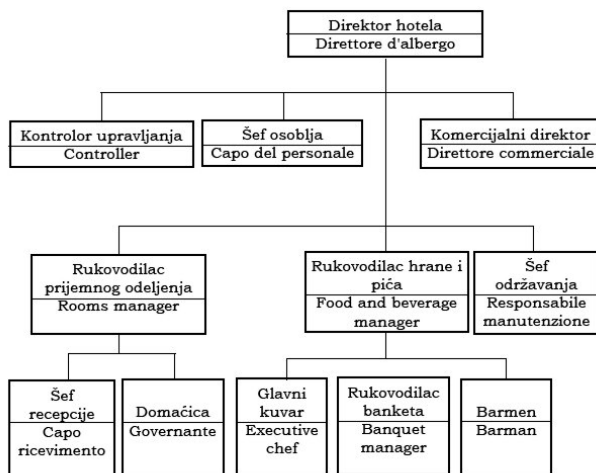 Direktor hotela
Direttore d'albergo
Kontrolor upravljanja
Controller
Šef osoblja
Capo del personale
Komercijalni direktor
Direttore commerciale
Rukovodilac
prijemnog odeljenja
Rooms manager
Rukovodilac hrane i
pića
Food and beverage
manager
Šef
održavanja
Responsabile
manutenzione
Šef
recepcije
Capo
ricevimento
Domaćica
Governante
Glavni
kuvar
Executive
chef
Rukovodilac
banketa
Banquet
manager
Barmen
Barman